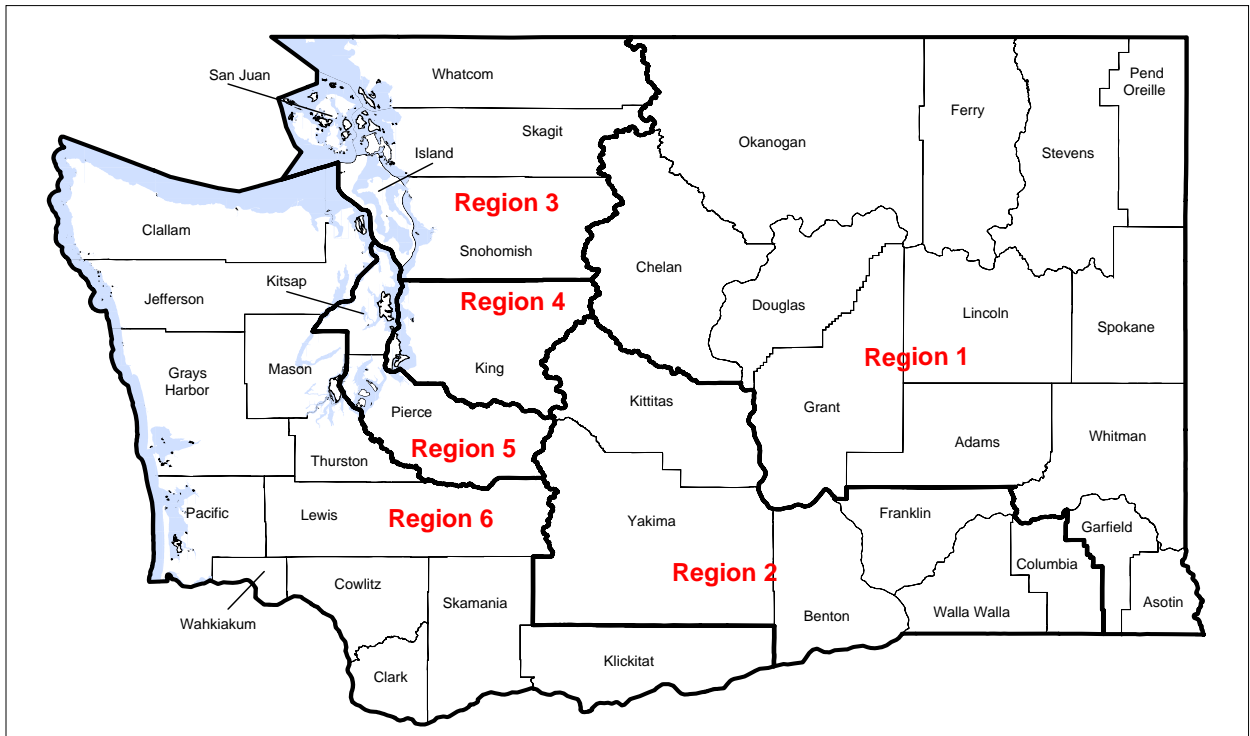 San Juan
Whatcom
Pend
Oreille
Skagit
Ferry
Okanogan
Stevens
Island
Region 3
Clallam
Snohomish
Chelan
Kitsap
Jefferson
Region 4
Douglas
Lincoln
Spokane
Region 1
Mason
King
Grays
Harbor
Kittitas
Grant
Pierce
Whitman
Adams
Region 5
Thurston
Pacific
Lewis
Region 6
Yakima
Franklin
Garfield
Columbia
Region 2
Cowlitz
Skamania
Asotin
Wahkiakum
Benton
Walla Walla
Klickitat
Clark